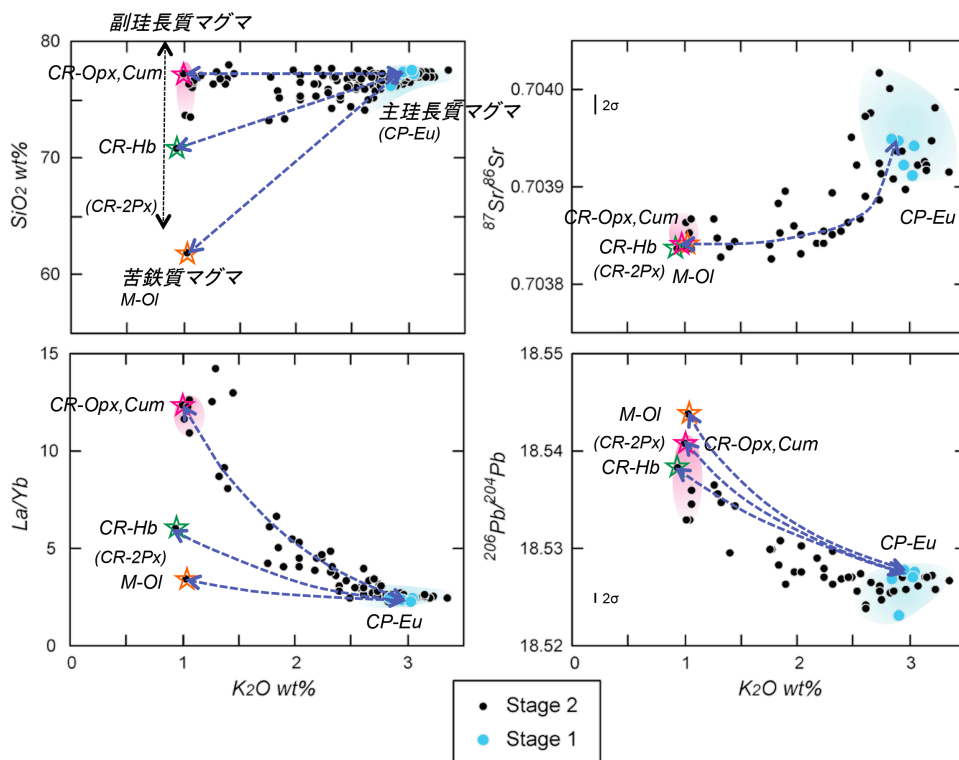 副珪長質マグマ
80
CR-Opx,Cum
主珪長質マグマ
(CP-Eu)
CR-Hb
70
(CR-2Px)
60
苦鉄質マグマ
M-Ol
SiO2 wt%
0.7040
2σ
0.7039
CR-Opx,Cum
CP-Eu
CR-Hb
(CR-2Px)
M-Ol
0.7038
87Sr/86Sr
15
CR-Opx,Cum
10
CR-Hb
5
(CR-2Px)
M-Ol
CP-Eu
0
La/Yb
0 1 2 3
K2O wt%
18.55
M-Ol
(CR-2Px)
CR-Opx,Cum
18.54
CR-Hb
CP-Eu
18.53
2σ
18.52
206Pb/204Pb
0 1 2 3
K2O wt%
Stage 2
Stage 1